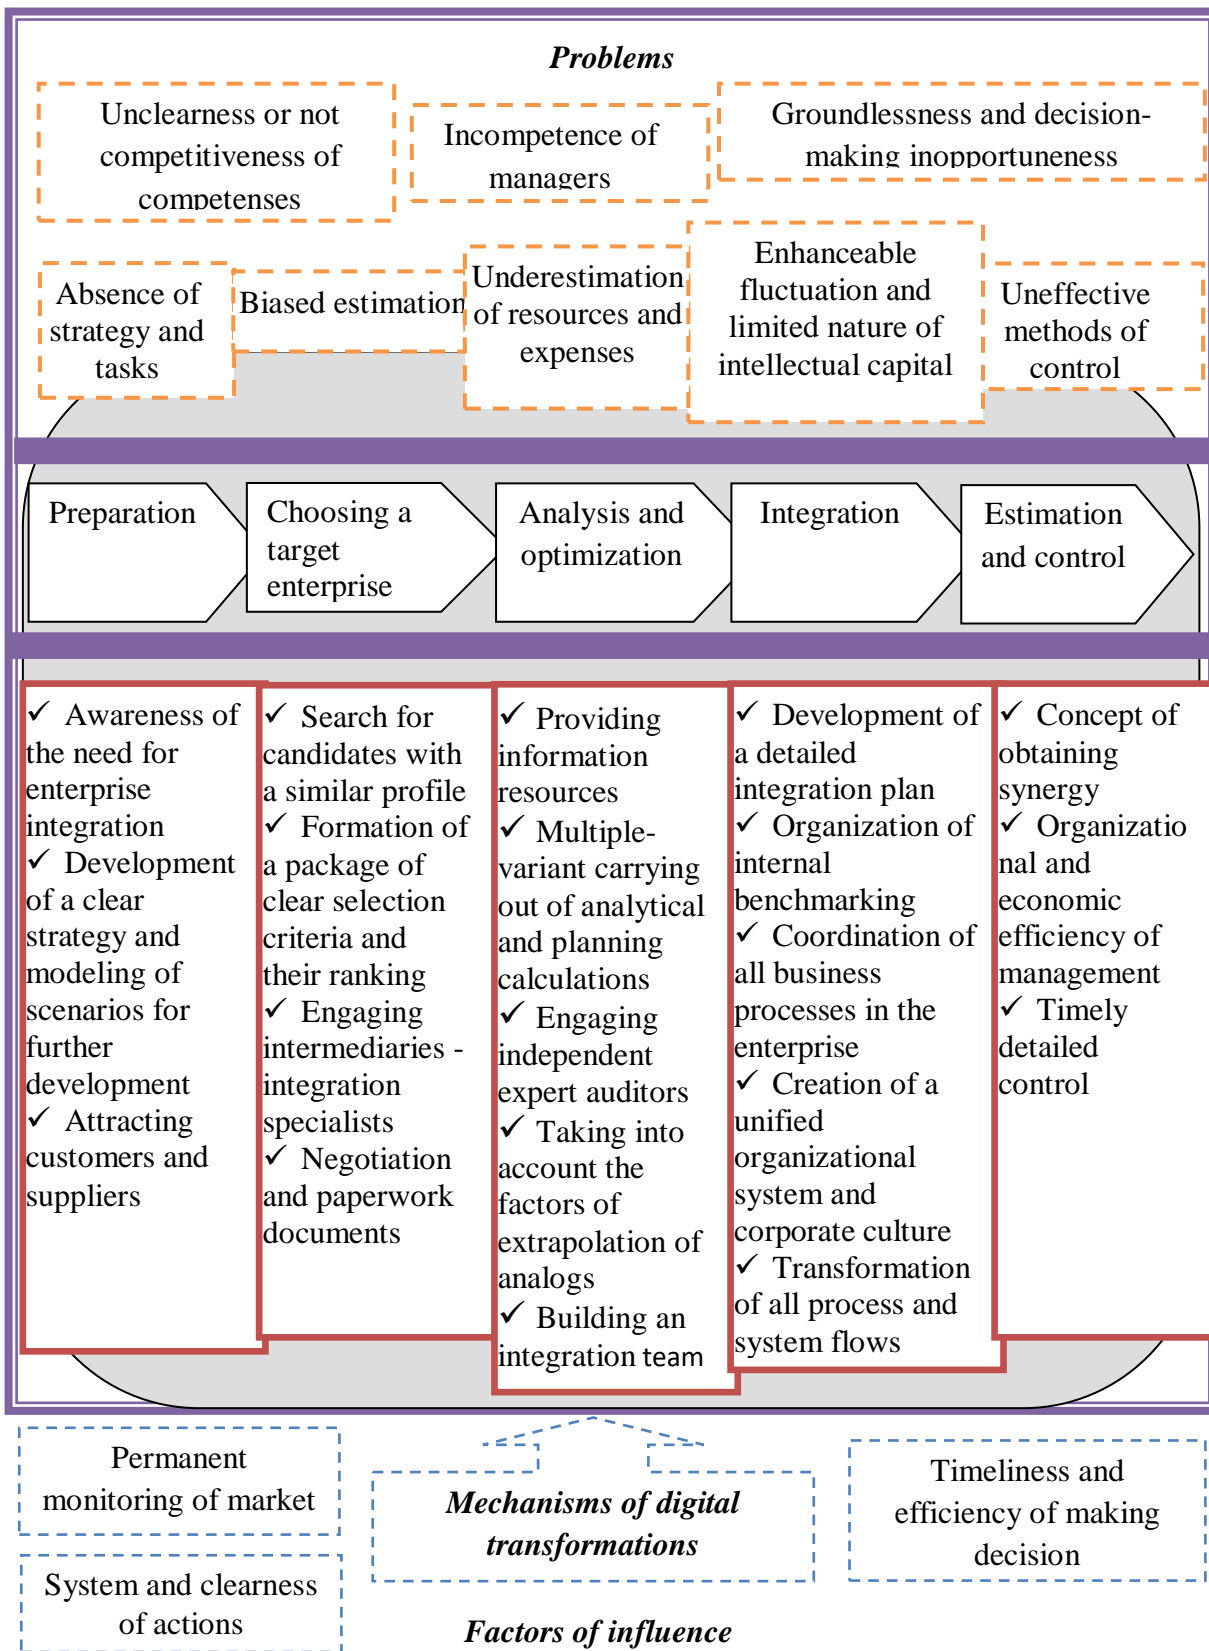 Problems
Unclearness or not
competitiveness of
competenses
Incompetence of
managers
Groundlessness and decision-
making inopportuneness
Absence of
strategy and
tasks
Biased estimation
Underestimation
of resources and
expenses
Enhanceable
fluctuation and
limited nature of
intellectual capital
Uneffective
methods of
control
Preparation
Choosing a
target
enterprise
Analysis and
optimization
Integration
Estimation
and control
✓ Awareness of
the need for
enterprise
integration
✓ Development
of a clear
strategy and
modeling of
scenarios for
further
development
✓ Attracting
customers and
suppliers
✓ Search for
candidates with
a similar profile
✓ Formation of
a package of
clear selection
criteria and
their ranking
✓ Engaging
intermediaries -
integration
specialists
✓ Negotiation
and paperwork
documents
✓ Providing
information
resources
✓ Multiple-
variant carrying
out of analytical
and planning
calculations
✓ Engaging
independent
expert auditors
✓ Taking into
account the
factors of
extrapolation of
analogs
✓ Building an
integration team
✓ Development of
a detailed
integration plan
✓ Organization of
internal
benchmarking
✓ Coordination of
all business
processes in the
enterprise
✓ Creation of a
unified
organizational
system and
corporate culture
✓ Transformation
of all process and
system flows
✓ Concept of
obtaining
synergy
✓ Organizatio
nal and
economic
efficiency of
management
✓ Timely
detailed
control
Permanent
monitoring of market
Mechanisms of digital
transformations
Timeliness and
efficiency of making
decision
System and clearness
of actions
Factors of influence